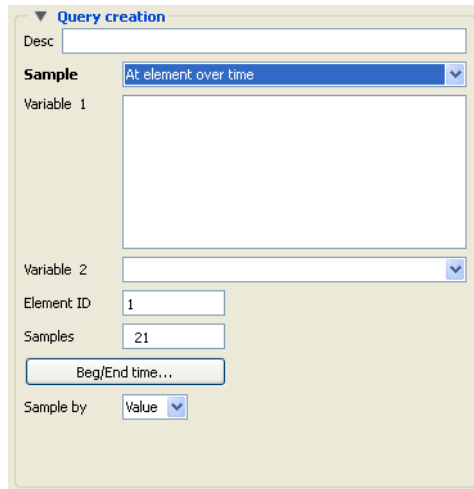 Query creation
Desc
Sample At element over time
Variable 1
Variable 2
Element ID 1
Samples 21
Beg/End time...
Sample by Value